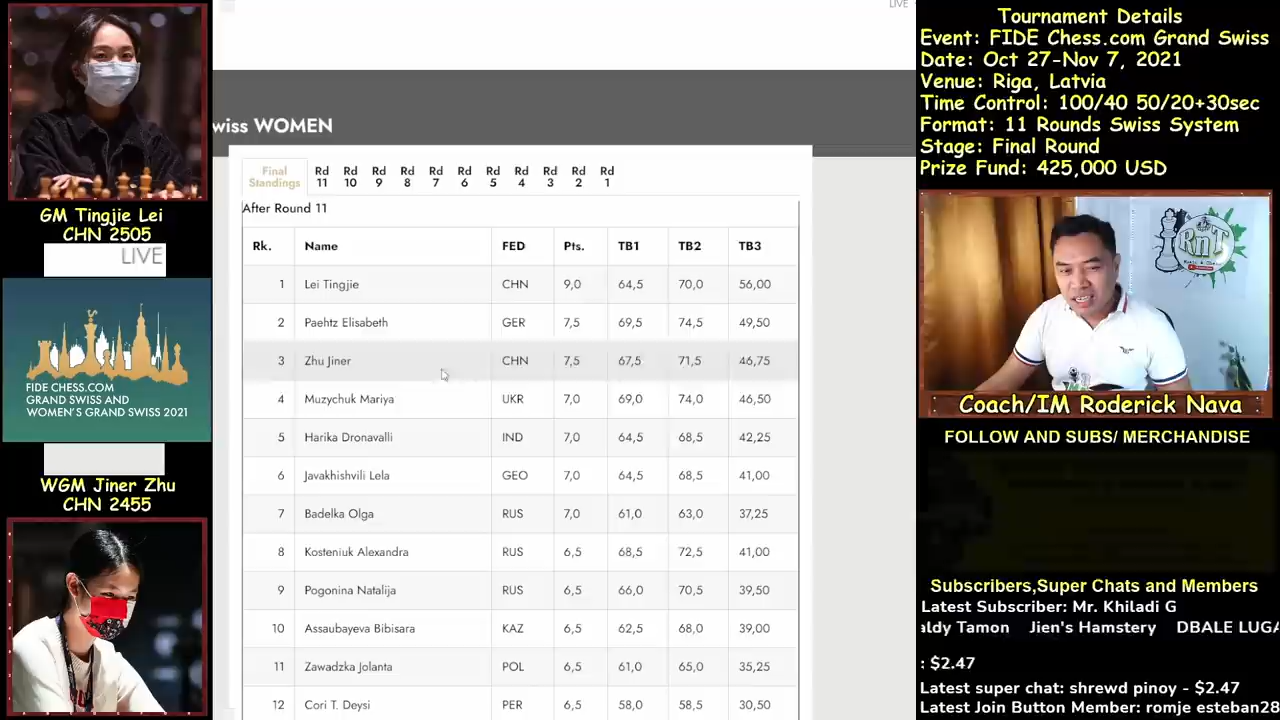 GM Tingjie Lei
CHN 2505
LIVE
FIDE CHESS.COM
GRAND SWISS AND
WOMEN'S GRAND SWISS 2021
WGM Jiner Zhu
CHN 2455
LIVE
wiss WOMEN
Final Standings Rd 11 Rd 10 Rd 9 Rd 8 Rd 7 Rd 6 Rd 5 Rd 4 Rd 3 Rd 2 Rd 1
After Round 11
Rk. Name FED Pts. TB1 TB2 TB3
1 Lei Tingjie CHN 9,0 64,5 70,0 56,00
2 Paehtz Elisabeth GER 7,5 69,5 74,5 49,50
3 Zhu Jiner CHN 7,5 67,5 71,5 46,75
4 Muzychuk Mariya UKR 7,0 69,0 74,0 46,50
5 Harika Dronavalli IND 7,0 64,5 68,5 42,25
6 Javakhishvili Lela GEO 7,0 64,5 68,5 41,00
7 Badelka Olga RUS 7,0 61,0 63,0 37,25
8 Kosteniuk Alexandra RUS 6,5 68,5 72,5 41,00
9 Pogonina Natalija RUS 6,5 66,0 70,5 39,50
10 Assaubayeva Bibisara KAZ 6,5 62,5 68,0 39,00
11 Zawadzka Jolanta POL 6,5 61,0 65,0 35,25
12 Cori T. Deysi PER 6,5 58,0 58,5 30,50
Tournament Details
Event: FIDE Chess.com Grand Swiss
Date: Oct 27-Nov 7, 2021
Venue: Riga, Latvia
Time Control: 100/40 50/20+30sec
Format: 11 Rounds Swiss System
Stage: Final Round
Prize Fund: 425,000 USD
RnT
Coach/IM Roderick Nava
FOLLOW AND SUBS/ MERCHANDISE
Subscribers,Super Chats and Members
Latest Subscriber: Mr. Khiladi G
aldy Tamon Jien's Hamstery DBALE LUGA
: $2.47
Latest super chat: shrewd pinoy - $2.47
Latest Join Button Member: romje esteban28